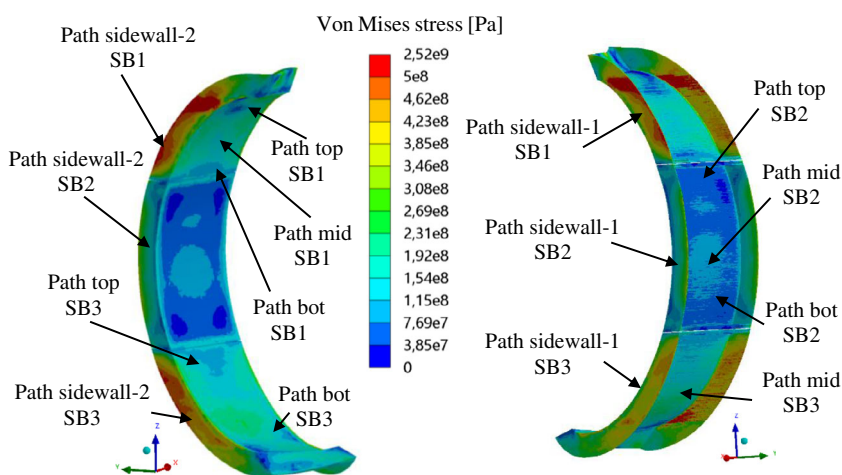 Von Mises stress [Pa]
Path sidewall-2
SB1
Path sidewall-2
SB2
Path top
SB3
Path sidewall-2
SB3
Path top
SB1
Path mid
SB1
Path bot
SB1
Path bot
SB3
2,52e9
5e8
4,62e8
4,23e8
3,85e8
3,46e8
3,08e8
2,69e8
2,31e8
1,92e8
1,54e8
1,15e8
7,69e7
3,85e7
0
Path sidewall-1
SB1
Path sidewall-1
SB2
Path sidewall-1
SB3
Path top
SB2
Path mid
SB2
Path bot
SB2
Path mid
SB3
Z
Y
X
Z
X
Y